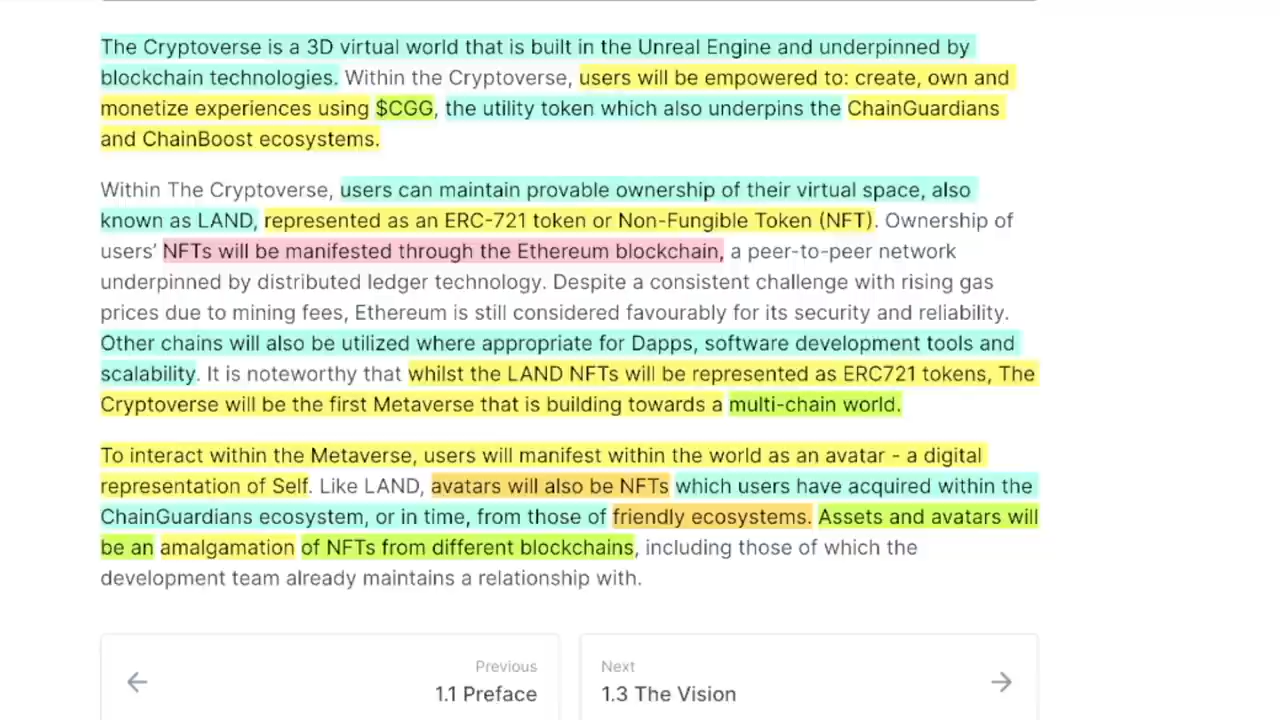 The Cryptoverse is a 3D virtual world that is built in the Unreal Engine and underpinned by
blockchain technologies. Within the Cryptoverse, users will be empowered to: create, own and
monetize experiences using $CGG, the utility token which also underpins the ChainGuardians
and ChainBoost ecosystems.
Within The Cryptoverse, users can maintain provable ownership of their virtual space, also
known as LAND, represented as an ERC-721 token or Non-Fungible Token (NFT). Ownership of
users’ NFTs will be manifested through the Ethereum blockchain, a peer-to-peer network
underpinned by distributed ledger technology. Despite a consistent challenge with rising gas
prices due to mining fees, Ethereum is still considered favourably for its security and reliability.
Other chains will also be utilized where appropriate for Dapps, software development tools and
scalability. It is noteworthy that whilst the LAND NFTs will be represented as ERC721 tokens, The
Cryptoverse will be the first Metaverse that is building towards a multi-chain world.
To interact within the Metaverse, users will manifest within the world as an avatar - a digital
representation of Self. Like LAND, avatars will also be NFTs which users have acquired within the
ChainGuardians ecosystem, or in time, from those of friendly ecosystems. Assets and avatars will
be an amalgamation of NFTs from different blockchains, including those of which the
development team already maintains a relationship with.
Previous
1.1 Preface
Next
1.3 The Vision